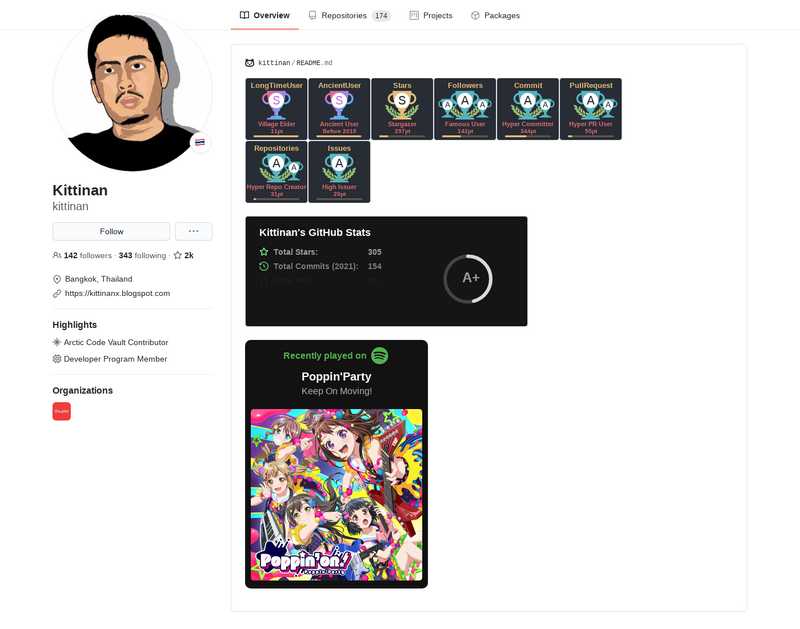 Overview
Repositories 174
Projects
Packages
Kittinan
kittinan
Follow
142 followers · 343 following · 2k
Bangkok, Thailand
https://kittinanx.blogspot.com
Highlights
Arctic Code Vault Contributor
Developer Program Member
Organizations
kittinan/README.md
LongTimeUser
S
Village Elder
11pt
AncientUser
S
Ancient User
Before 2010
Stars
S
Stargazer
297pt
Followers
A A A
Famous User
142pt
Commit
A A
Hyper Committer
344pt
PullRequest
A A
Hyper PR User
Repositories
A A
Hyper Repo Creator
31pt
Issues
A
High Issuer
Kittinan's GitHub Stats
Total Stars: 305
Total Commits (2021): 154
A+
Recently played on
Poppin'Party
Keep On Moving!
Poppin'on!